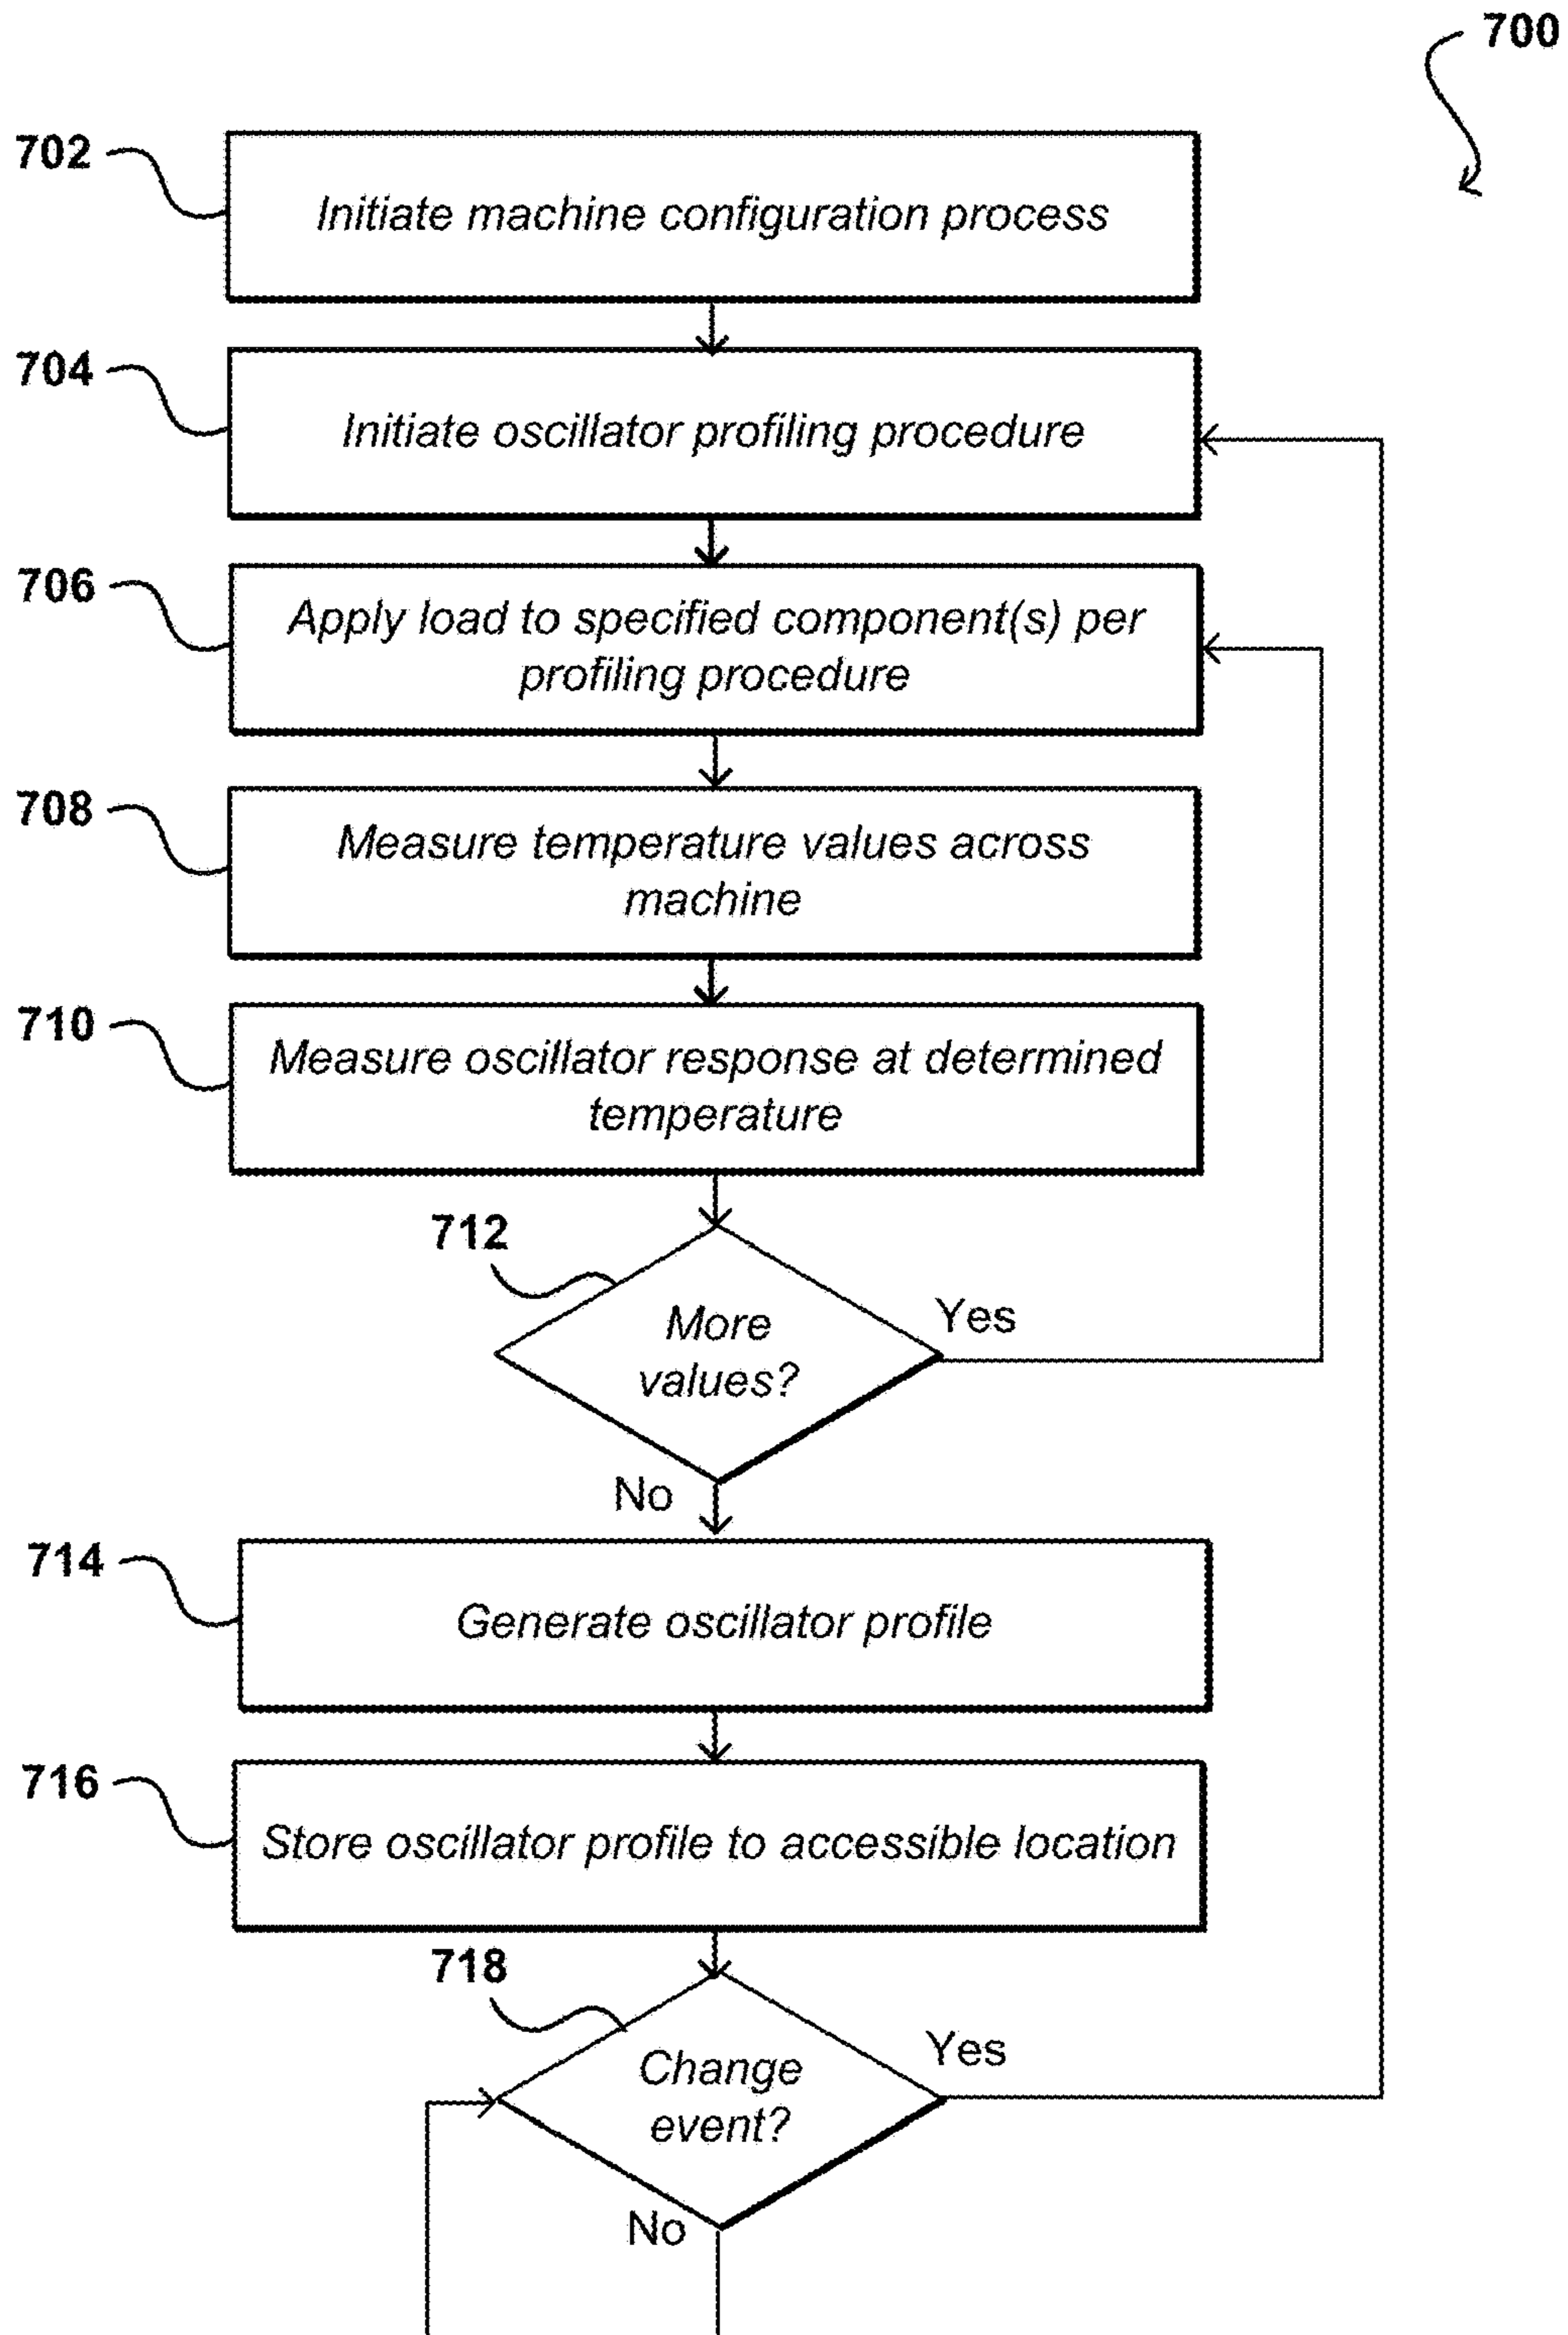 700
702
Initiate machine configuration process
704
Initiate oscillator profiling procedure
706
Apply load to specified component(s) per
profiling procedure
708
Measure temperature values across
machine
710
Measure oscillator response at determined
temperature
712
More
values?
Yes
No
714
Generate oscillator profile
716
Store oscillator profile to accessible location
718
Change
event?
Yes
No